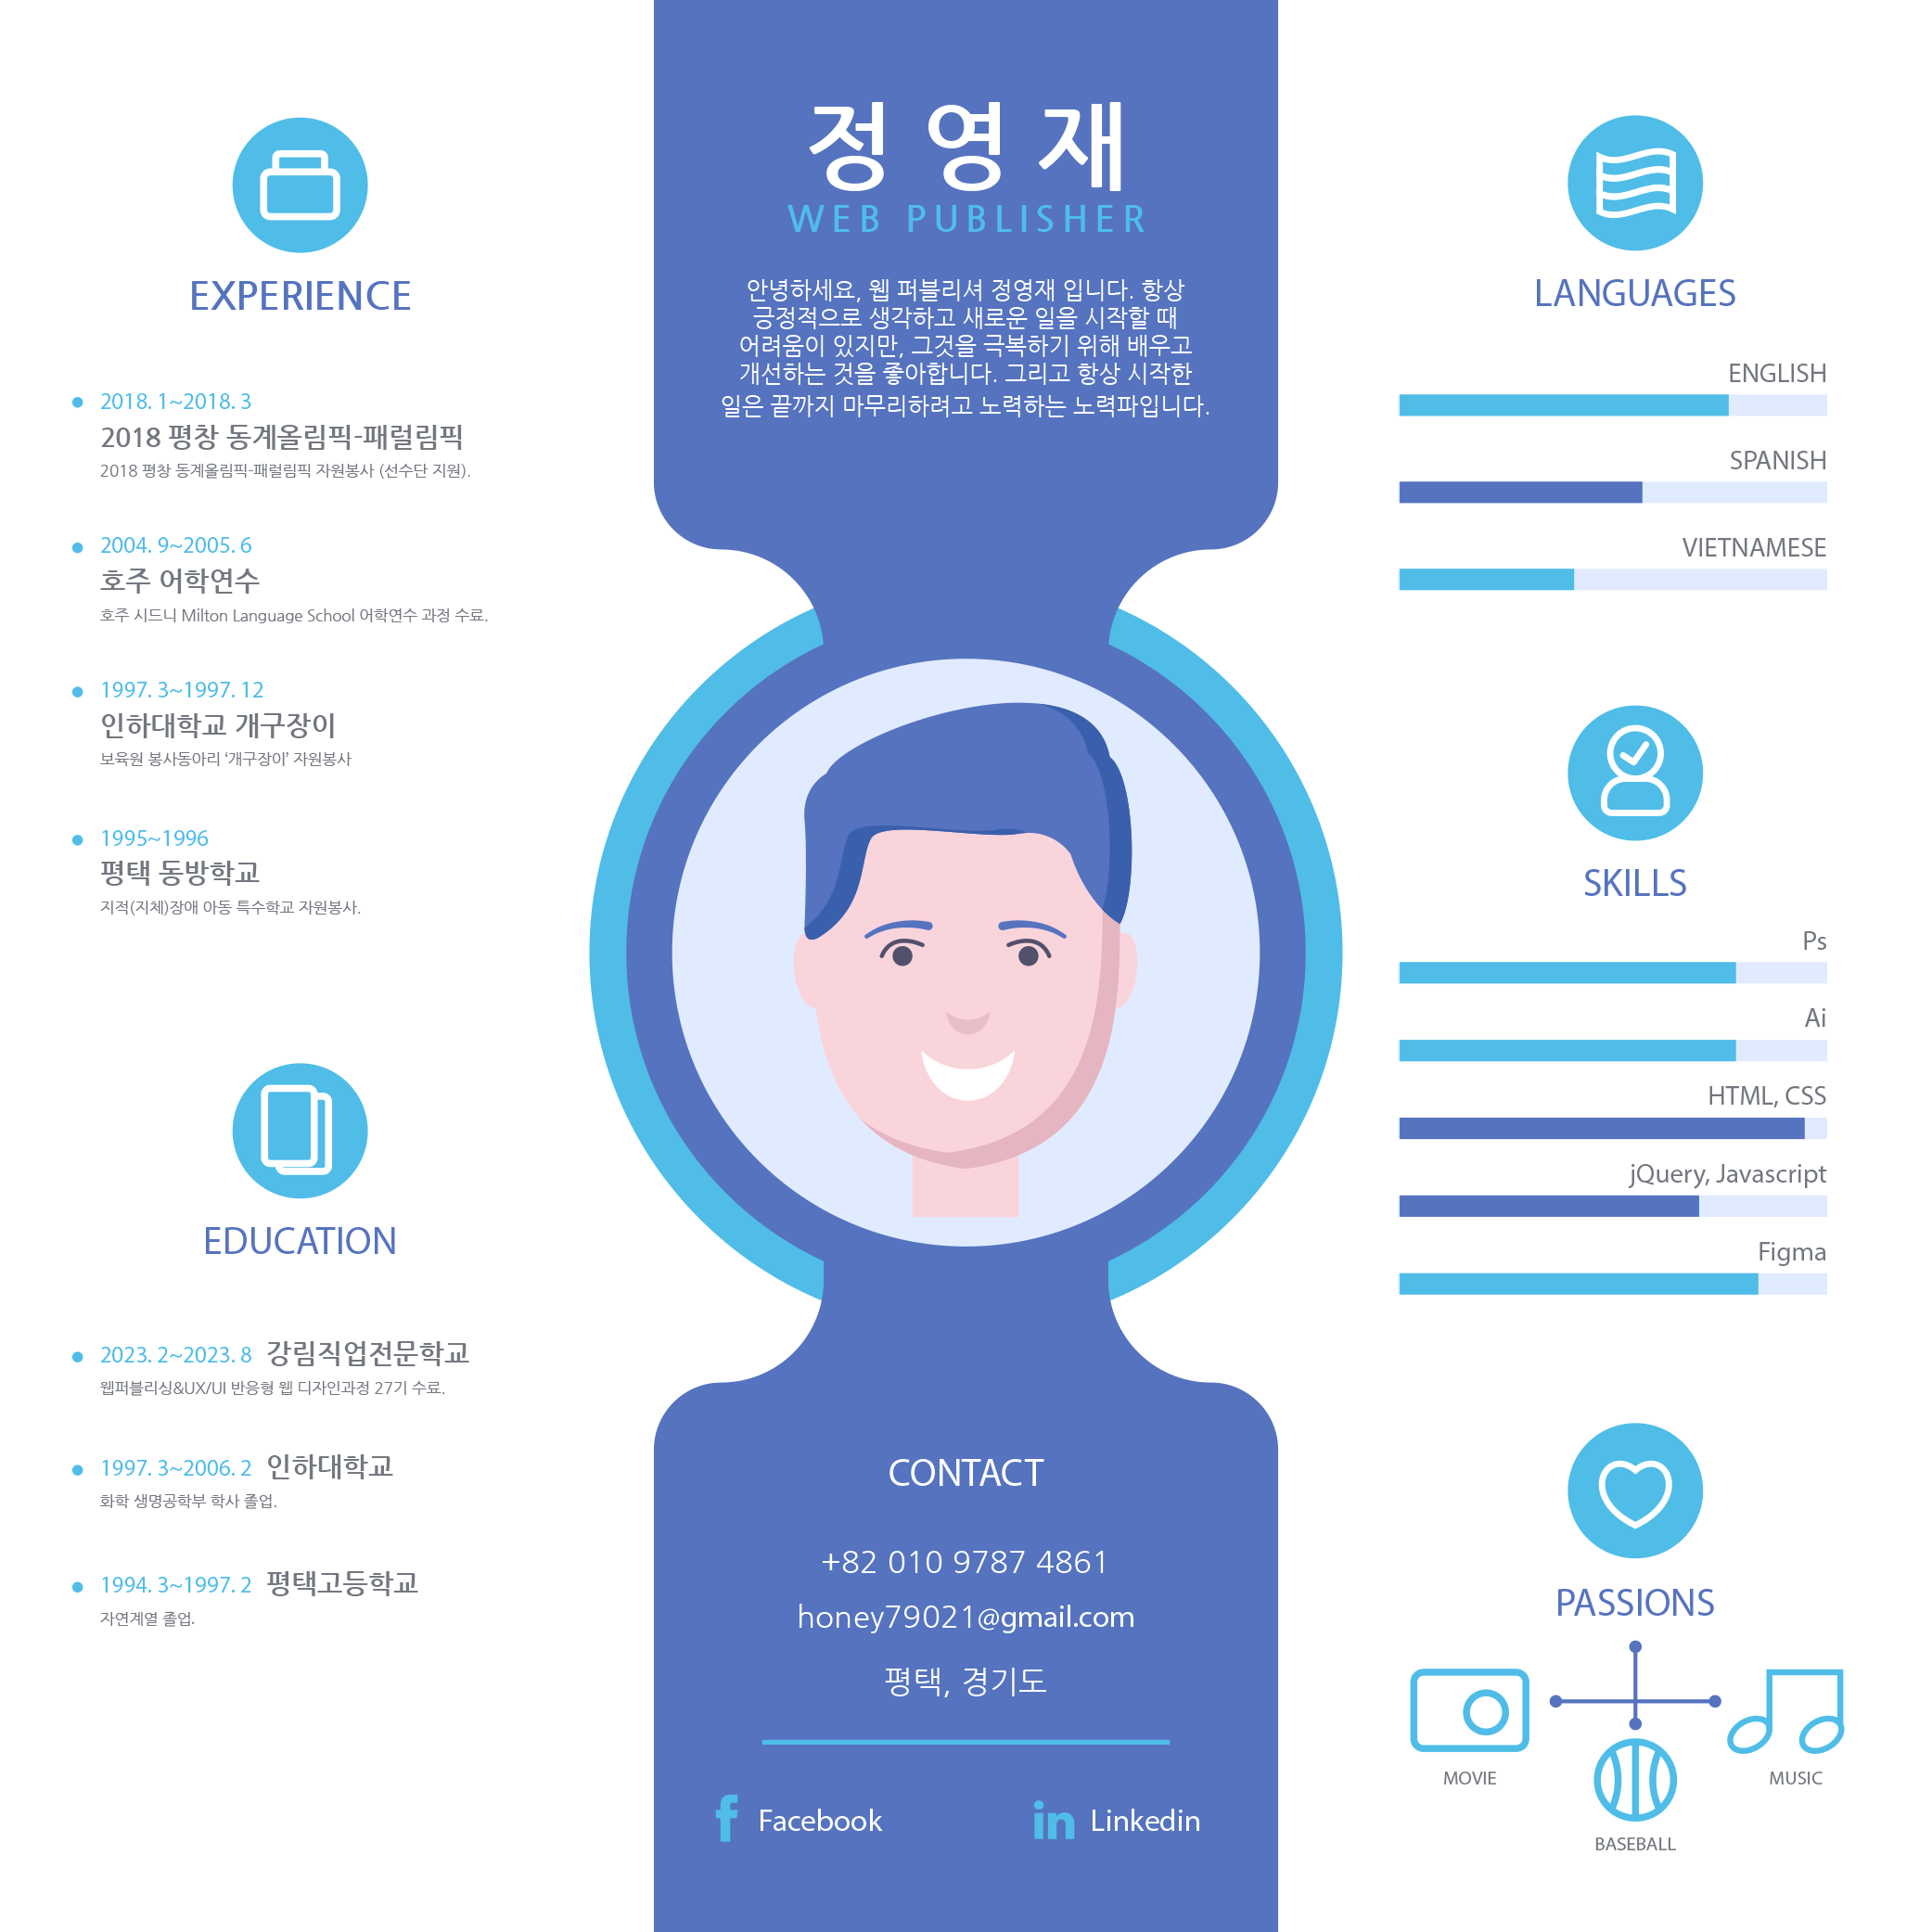 정 영 재
WEB PUBLISHER
안녕하세요, 웹 퍼블리셔 정영재 입니다. 항상
긍정적으로 생각하고 새로운 일을 시작할 때
어려움이 있지만, 그것을 극복하기 위해 배우고
개선하는 것을 좋아합니다. 그리고 항상 시작한
일은 끝까지 마무리하려고 노력하는 노력파입니다.
EXPERIENCE
2018. 1~2018. 3
2018 평창 동계올림픽-패럴림픽
2018 평창 동계올림픽-패럴림픽 자원봉사 (선수단 지원).
2004. 9~2005. 6
호주 어학연수
호주 시드니 Milton Language School 어학연수 과정 수료.
1997. 3~1997. 12
인하대학교 개구장이
보육원 봉사동아리 ‘개구장이’ 자원봉사
1995~1996
평택 동방학교
지적(지체)장애 아동 특수학교 자원봉사.
EDUCATION
2023. 2~2023. 8 강림직업전문학교
웹퍼블리싱&UX/UI 반응형 웹 디자인과정 27기 수료.
1997. 3~2006. 2 인하대학교
화학 생명공학부 학사 졸업.
1994. 3~1997. 2 평택고등학교
자연계열 졸업.
CONTACT
+82 010 9787 4861
honey79021@gmail.com
평택, 경기도
Facebook
Linkedin
LANGUAGES
ENGLISH
SPANISH
VIETNAMESE
SKILLS
Ps
Ai
HTML, CSS
jQuery, Javascript
Figma
PASSIONS
MOVIE
MUSIC
BASEBALL